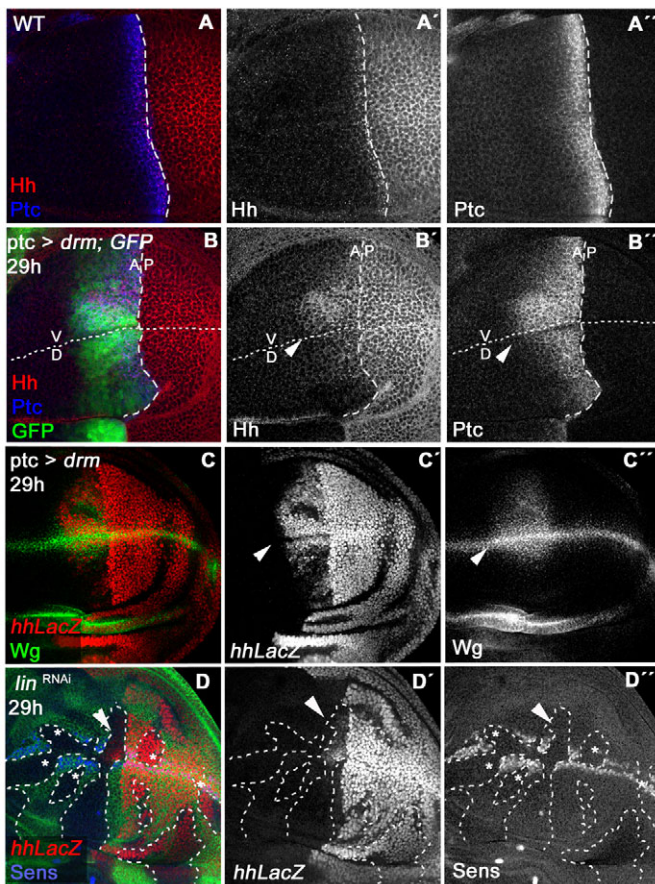 WT
A
Hh
Ptc
A´
Hh
A´´
Ptc
ptc > drm; GFP
29h
B
A P
V
D
Hh
Ptc
GFP
B´
A P
V
D
Hh
B´´
A P
V
D
Ptc
ptc > drm
29h
C
hhLacZ
Wg
C´
hhLacZ
C´´
Wg
lin RNAi
29h
D
*
*
*
*
hhLacZ
Sens
D´
hhLacZ
D´´
*
*
*
*
Sens